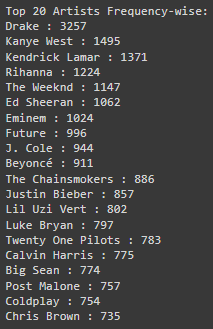 Top 20 Artists Frequency-wise:
Drake : 3257
Kanye West : 1495
Kendrick Lamar : 1371
Rihanna : 1224
The Weeknd : 1147
Ed Sheeran : 1062
Eminem : 1024
Future : 996
J. Cole : 944
Beyoncé : 911
The Chainsmokers : 886
Justin Bieber : 857
Lil Uzi Vert : 802
Luke Bryan : 797
Twenty One Pilots : 783
Calvin Harris : 775
Big Sean : 774
Post Malone : 757
Coldplay : 754
Chris Brown : 735